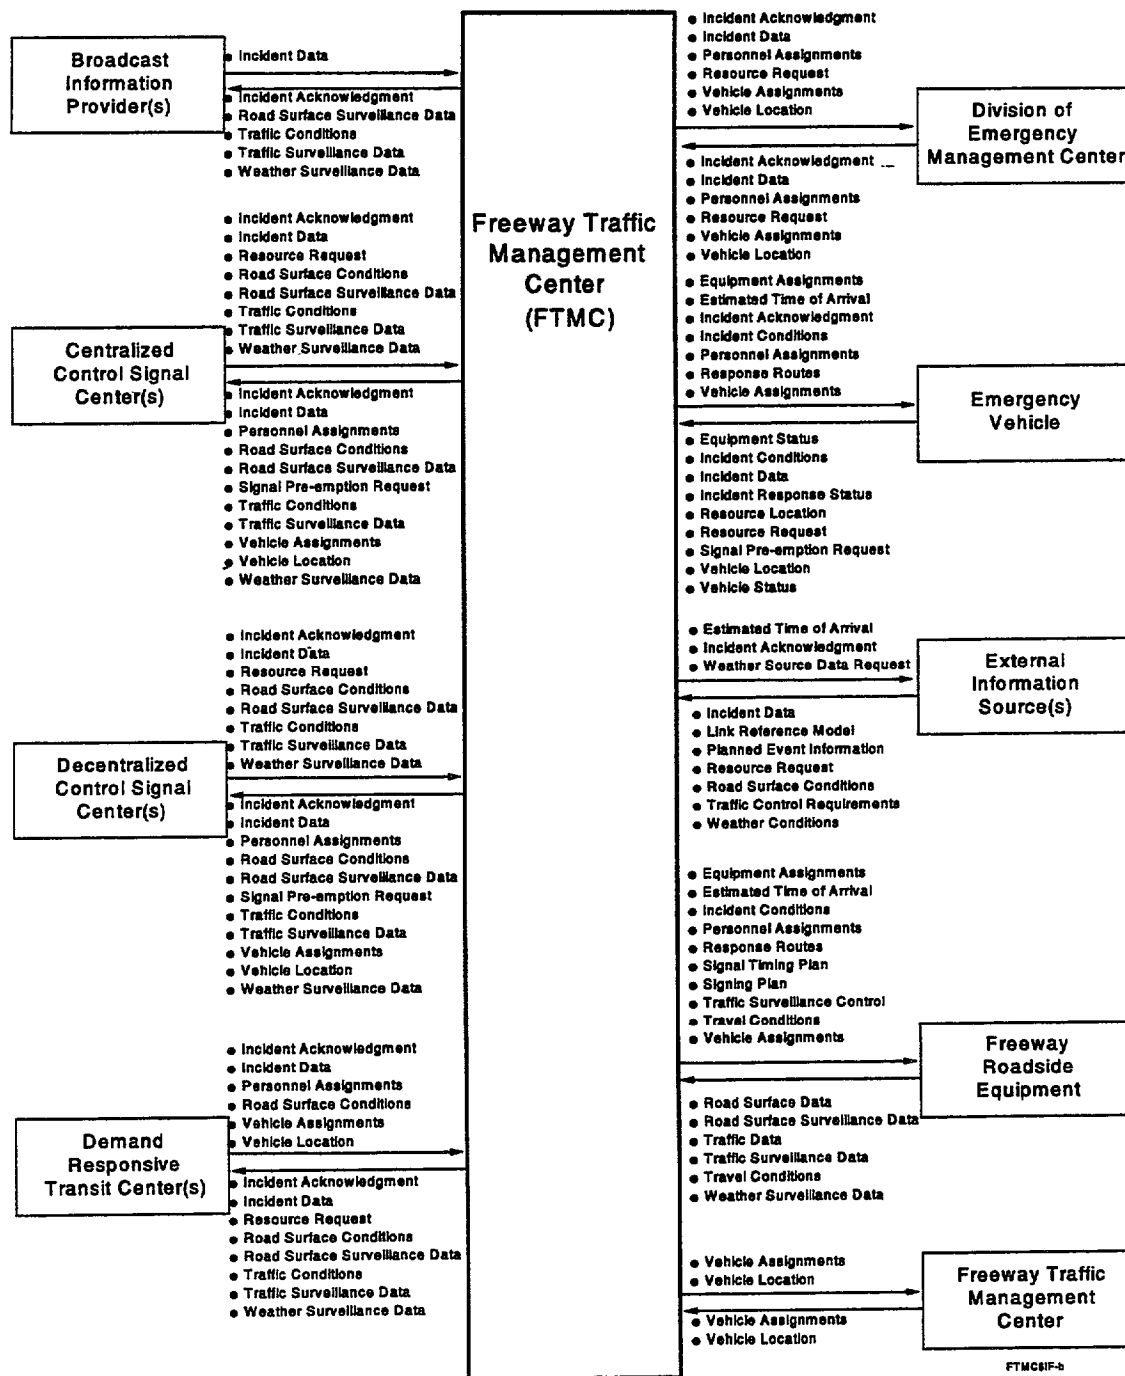 Broadcast
Information
Provider(s)
• Incident Data
• Incident Acknowledgment
• Road Surface Surveillance Data
• Traffic Conditions
• Traffic Surveillance Data
• Weather Surveillance Data
• Incident Acknowledgment
• Incident Data
• Resource Request
• Road Surface Conditions
• Road Surface Surveillance Data
• Traffic Conditions
• Traffic Surveillance Data
• Weather Surveillance Data
Centralized
Control Signal
Center(s)
• Incident Acknowledgment
• Incident Data
• Personnel Assignments
• Road Surface Conditions
• Road Surface Surveillance Data
• Signal Pre-emption Request
• Traffic Conditions
• Traffic Surveillance Data
• Vehicle Assignments
• Vehicle Location
• Weather Surveillance Data
• Incident Acknowledgment
• Incident Data
• Resource Request
• Road Surface Conditions
• Road Surface Surveillance Data
• Traffic Conditions
• Traffic Surveillance Data
• Weather Surveillance Data
Decentralized
Control Signal
Center(s)
• Incident Acknowledgment
• Incident Data
• Personnel Assignments
• Road Surface Conditions
• Road Surface Surveillance Data
• Signal Pre-emption Request
• Traffic Conditions
• Traffic Surveillance Data
• Vehicle Assignments
• Vehicle Location
• Weather Surveillance Data
• Incident Acknowledgment
• Incident Data
• Personnel Assignments
• Road Surface Conditions
• Vehicle Assignments
• Vehicle Location
Demand
Responsive
Transit Center(s)
• Incident Acknowledgment
• Incident Data
• Resource Request
• Road Surface Conditions
• Road Surface Surveillance Data
• Traffic Conditions
• Traffic Surveillance Data
• Weather Surveillance Data
Freeway Traffic
Management
Center
(FTMC)
• Incident Acknowledgment
• Incident Data
• Personnel Assignments
• Resource Request
• Vehicle Assignments
• Vehicle Location
Division of
Emergency
Management Center
• Incident Acknowledgment
• Incident Data
• Personnel Assignments
• Resource Request
• Vehicle Assignments
• Vehicle Location
• Equipment Assignments
• Estimated Time of Arrival
• Incident Acknowledgment
• Incident Conditions
• Personnel Assignments
• Response Routes
• Vehicle Assignments
Emergency
Vehicle
• Equipment Status
• Incident Conditions
• Incident Data
• Incident Response Status
• Resource Location
• Resource Request
• Signal Pre-emption Request
• Vehicle Location
• Vehicle Status
• Estimated Time of Arrival
• Incident Acknowledgment
• Weather Source Data Request
External
Information
Source(s)
• Incident Data
• Link Reference Model
• Planned Event Information
• Resource Request
• Road Surface Conditions
• Traffic Control Requirements
• Weather Conditions
• Equipment Assignments
• Estimated Time of Arrival
• Incident Conditions
• Personnel Assignments
• Response Routes
• Signal Timing Plan
• Signing Plan
• Traffic Surveillance Control
• Travel Conditions
• Vehicle Assignments
Freeway
Roadside
Equipment
• Road Surface Data
• Road Surface Surveillance Data
• Traffic Data
• Traffic Surveillance Data
• Travel Conditions
• Weather Surveillance Data
• Vehicle Assignments
• Vehicle Location
Freeway Traffic
Management
Center
• Vehicle Assignments
• Vehicle Location
FTMCSIF-b